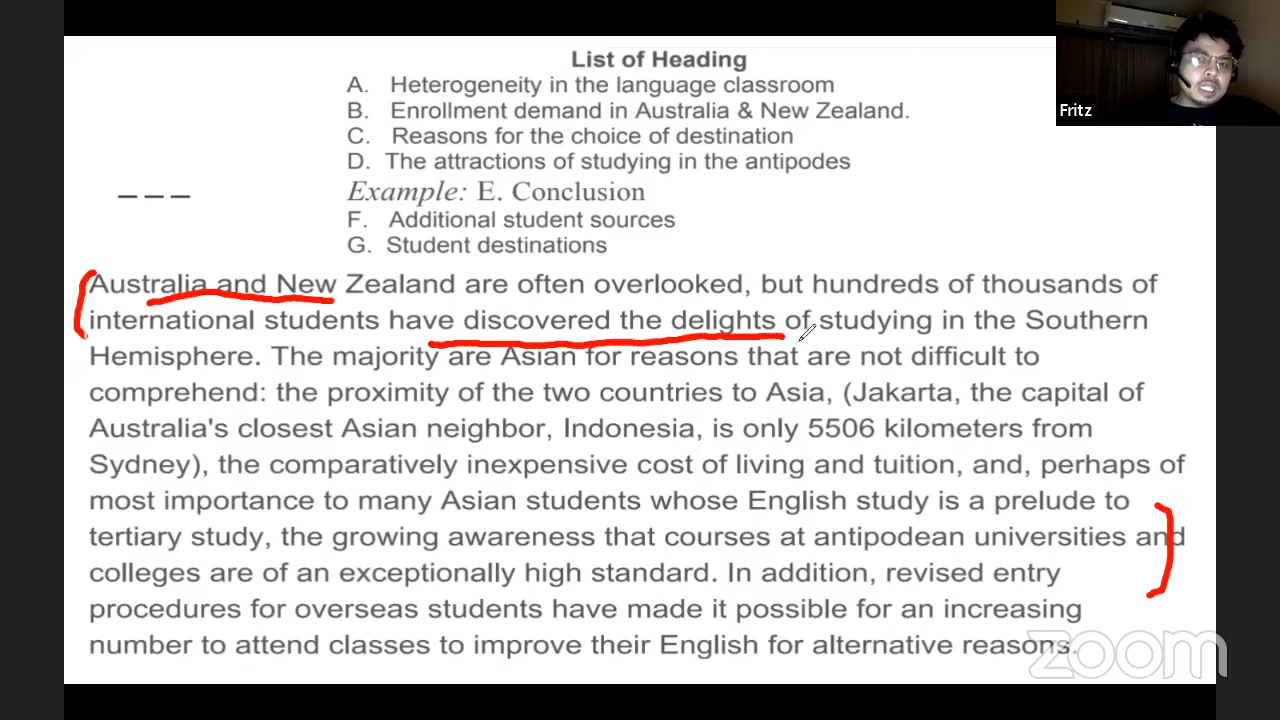 List of Heading
A. Heterogeneity in the language classroom
B. Enrollment demand in Australia & New Zealand.
C. Reasons for the choice of destination
D. The attractions of studying in the antipodes
Example: E. Conclusion
F. Additional student sources
G. Student destinations
Australia and New Zealand are often overlooked, but hundreds of thousands of
international students have discovered the delights of studying in the Southern
Hemisphere. The majority are Asian for reasons that are not difficult to
comprehend: the proximity of the two countries to Asia, (Jakarta, the capital of
Australia's closest Asian neighbor, Indonesia, is only 5506 kilometers from
Sydney), the comparatively inexpensive cost of living and tuition, and, perhaps of
most importance to many Asian students whose English study is a prelude to
tertiary study, the growing awareness that courses at antipodean universities and
colleges are of an exceptionally high standard. In addition, revised entry
procedures for overseas students have made it possible for an increasing
number to attend classes to improve their English for alternative reasons.
Fritz
zoom